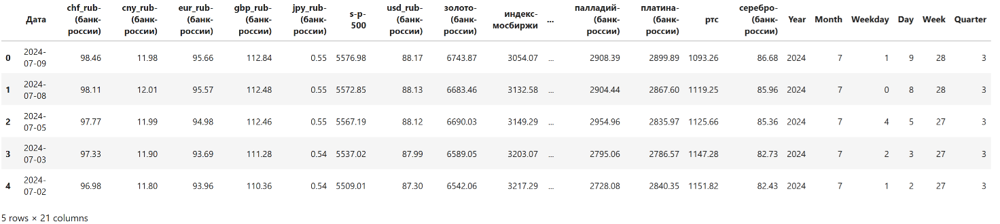 Дата chf_rub-(банк-россии) cny_rub-(банк-россии) eur_rub-(банк-россии) gbp_rub-(банк-россии) jpy_rub-(банк-россии) s-p-500 usd_rub-(банк-россии) золото-(банк-россии) индекс-мосбиржи ... палладий-(банк-россии) платина-(банк-россии) ртс серебро-(банк-россии) Year Month Weekday Day Week Quarter
0 2024-07-09 98.46 11.98 95.66 112.84 0.55 5576.98 88.17 6743.87 3054.07 ... 2908.39 2899.89 1093.26 86.68 2024 7 1 9 28 3
1 2024-07-08 98.11 12.01 95.57 112.48 0.55 5572.85 88.13 6683.46 3132.58 ... 2904.44 2867.60 1119.25 85.96 2024 7 0 8 28 3
2 2024-07-05 97.77 11.99 94.98 112.46 0.55 5567.19 88.12 6690.03 3149.29 ... 2954.96 2835.97 1125.66 85.36 2024 7 4 5 27 3
3 2024-07-03 97.33 11.90 93.69 111.28 0.54 5537.02 87.99 6589.05 3203.07 ... 2795.06 2786.57 1147.28 82.73 2024 7 2 3 27 3
4 2024-07-02 96.98 11.80 93.96 110.36 0.54 5509.01 87.30 6542.06 3217.29 ... 2728.08 2840.35 1151.82 82.43 2024 7 1 2 27 3
5 rows × 21 columns